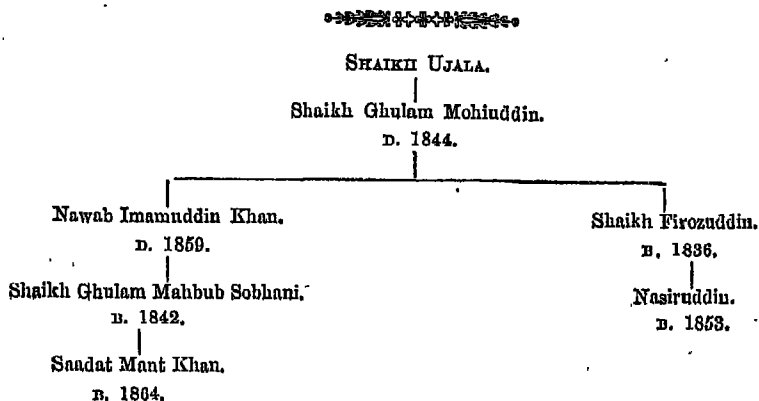 SHAIKH UJALA.
Shaikh Ghulam Mohiuddin.
D. 1844.
Nawab Imamuddin Khan.
D. 1859.
Shaikh Firozuddin.
B. 1836.
Shaikh Ghulam Mahbub Sobhani.
B. 1842.
Nasiruddin.
B. 1853.
Saadat Mant Khan.
B. 1864.